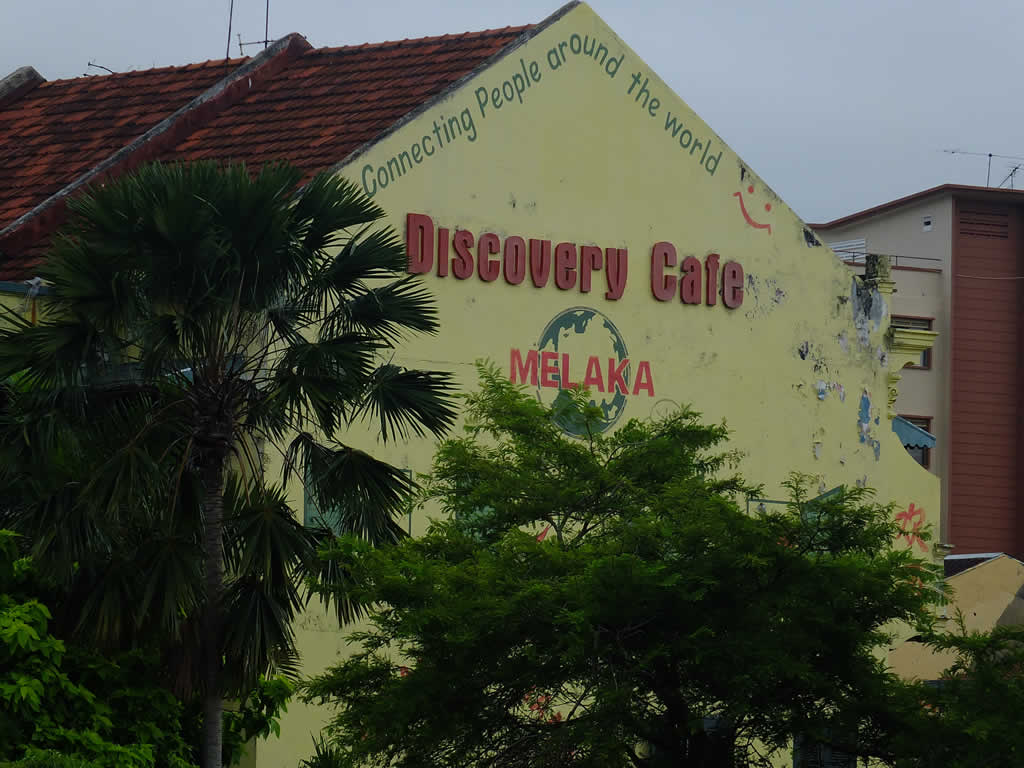 Connecting People around the world
Discovery Cafe
MELAKA